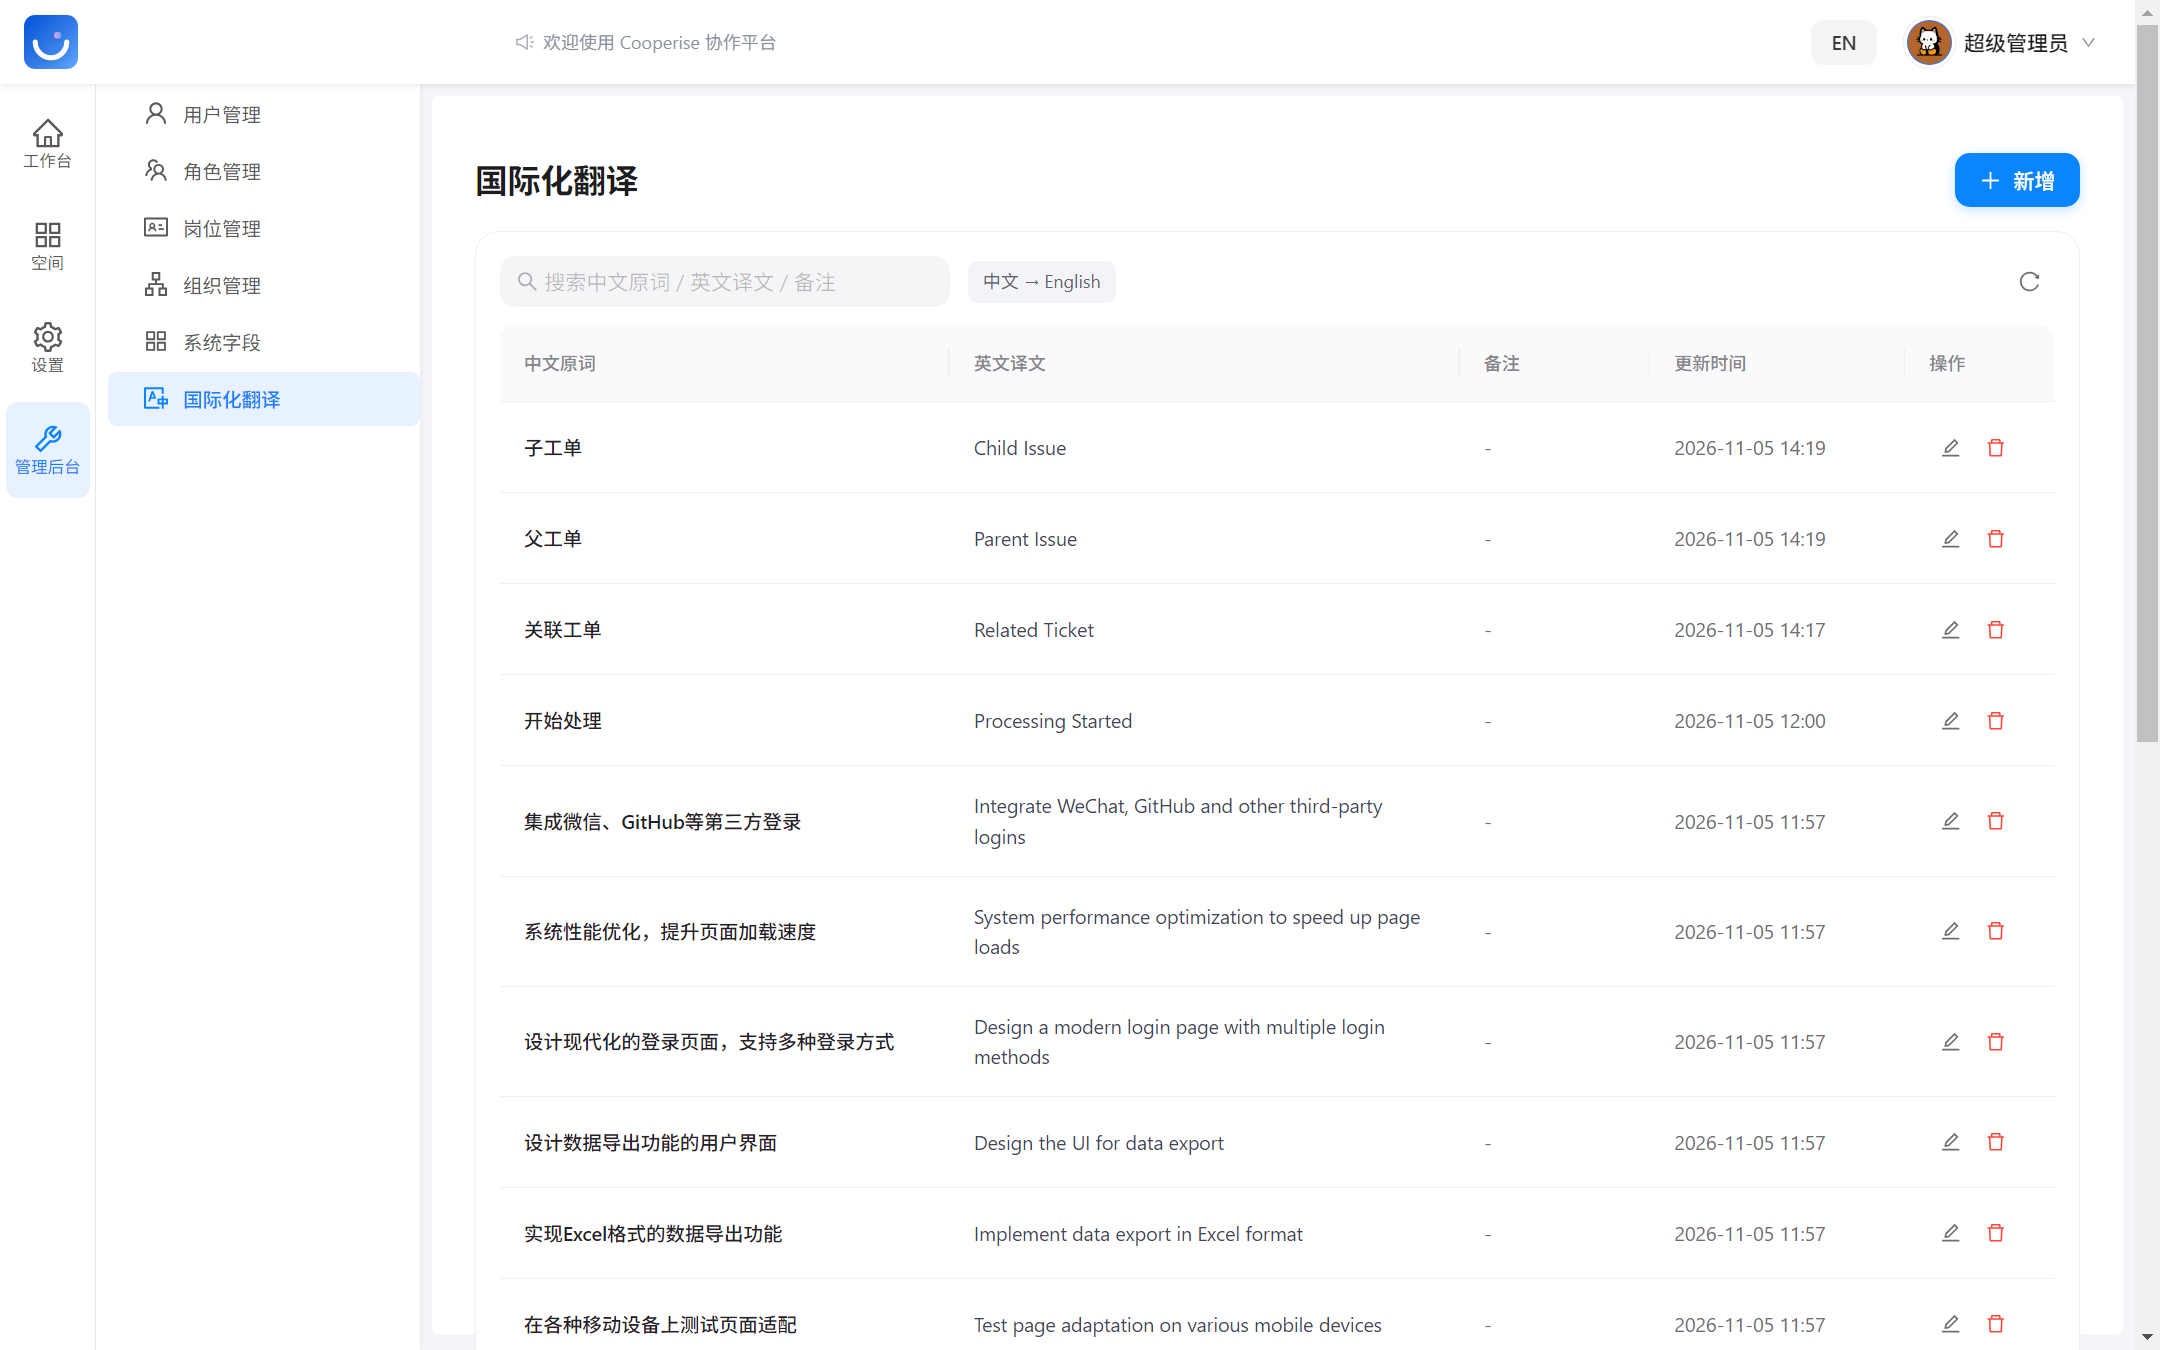 欢迎使用 Cooperise 协作平台
EN
超级管理员
工作台
空间
设置
管理后台
用户管理
角色管理
岗位管理
组织管理
系统字段
国际化翻译
国际化翻译
新增
搜索中文原词 / 英文译文 / 备注
中文 → English
中文原词 英文译文 备注 更新时间 操作
子工单 Child Issue - 2026-11-05 14:19
父工单 Parent Issue - 2026-11-05 14:19
关联工单 Related Ticket - 2026-11-05 14:17
开始处理 Processing Started - 2026-11-05 12:00
集成微信、GitHub等第三方登录 Integrate WeChat, GitHub and other third-party
logins - 2026-11-05 11:57
系统性能优化，提升页面加载速度 System performance optimization to speed up page
loads - 2026-11-05 11:57
设计现代化的登录页面，支持多种登录方式 Design a modern login page with multiple login
methods - 2026-11-05 11:57
设计数据导出功能的用户界面 Design the UI for data export - 2026-11-05 11:57
实现Excel格式的数据导出功能 Implement data export in Excel format - 2026-11-05 11:57
在各种移动设备上测试页面适配 Test page adaptation on various mobile devices - 2026-11-05 11:57